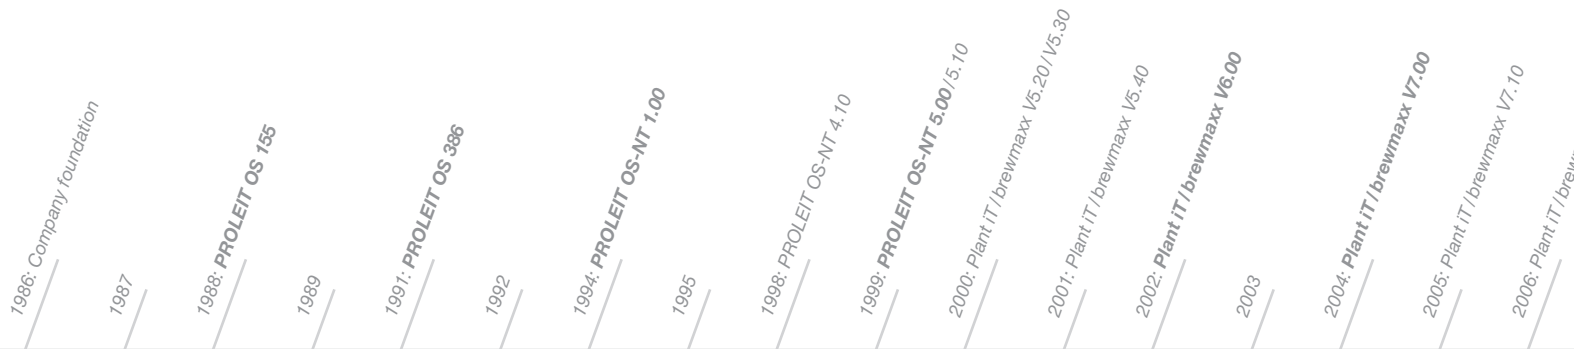 1986: Company foundation
1987
1988: PROLEIT OS 155
1989
1991: PROLEIT OS 386
1992
1994: PROLEIT OS-NT 1.00
1995
1998: PROLEIT OS-NT 4.10
1999: PROLEIT OS-NT 5.00/5.10
2000: Plant iT/brewmaxx V5.20/V5.30
2001: Plant iT/brewmaxx V5.40
2002: Plant iT/brewmaxx V6.00
2003
2004: Plant iT/brewmaxx V7.00
2005: Plant iT/brewmaxx V7.10
2006: Plant iT/brew